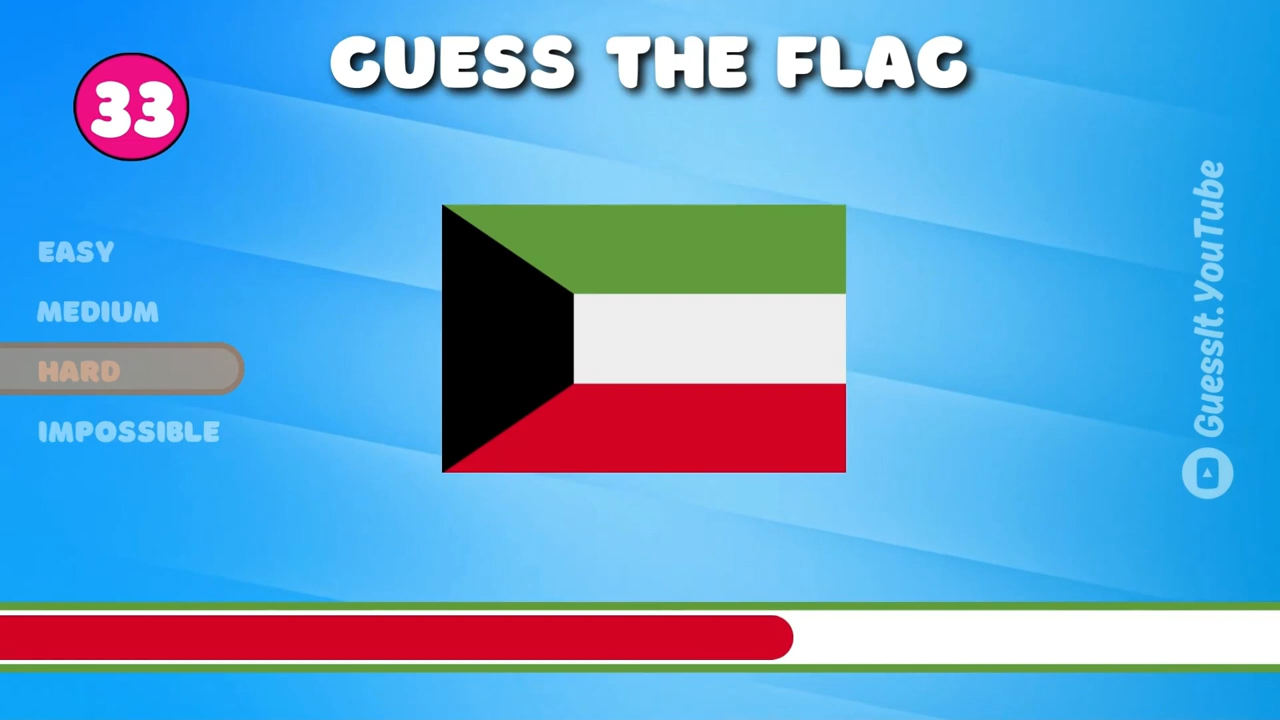 GUESS THE FLAG
33
EASY
MEDIUM
HARD
IMPOSSIBLE
GuessIt.YouTube